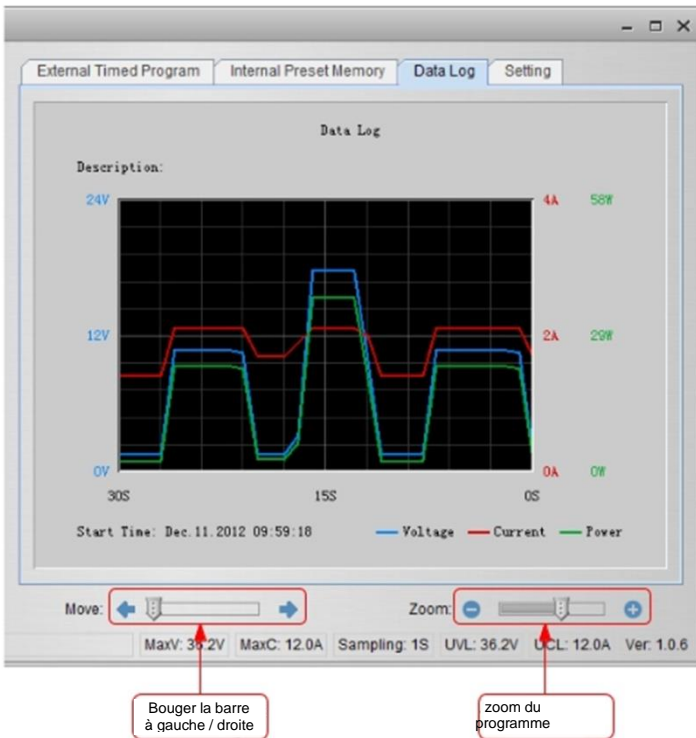 External Timed Program Internal Preset Memory Data Log Setting
Data Log
Description:
24V 4A 58W
12V 2A 29W
0V 0A 0W
30S 15S 0S
Start Time: Dec.11.2012 09:59:18 Voltage Current Power
Move: Zoom:
MaxV: 36.2V MaxC: 12.0A Sampling: 1S UVL: 36.2V UCL: 12.0A Ver: 1.0.6
Bouger la barre
à gauche / droite
zoom du
programme